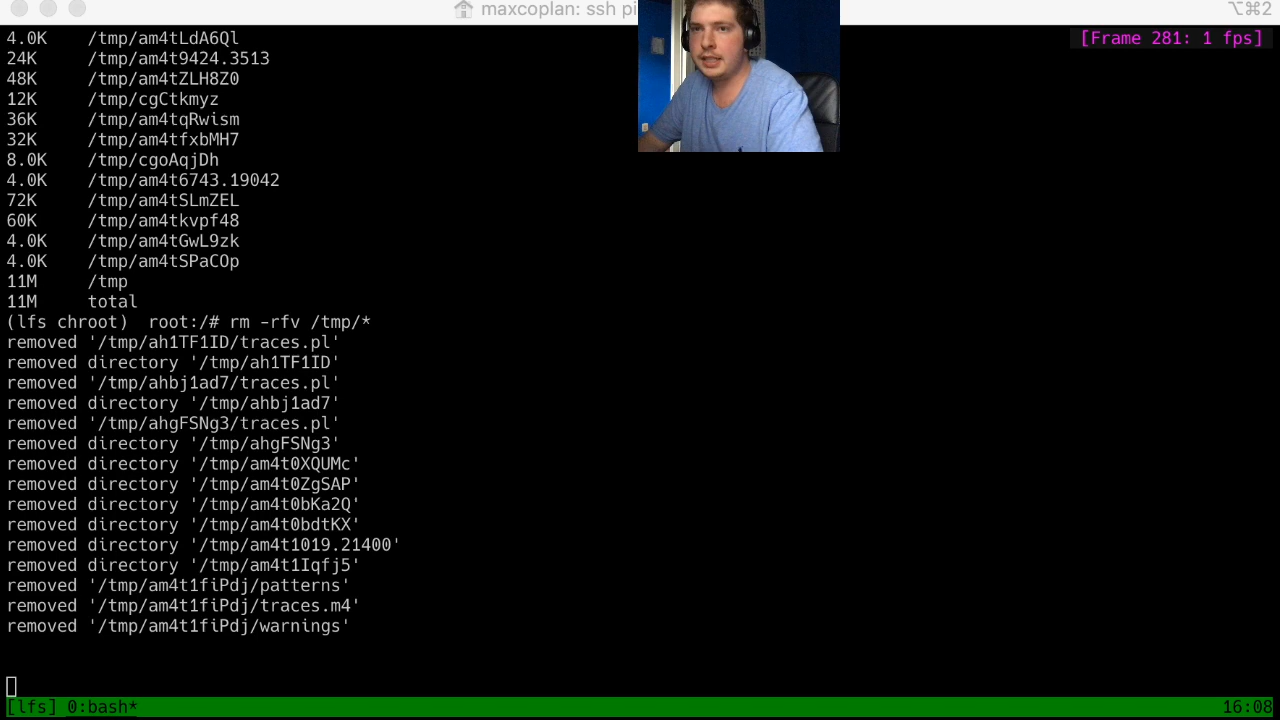 maxcoplan: ssh pi
⌥⌘2
[Frame 281: 1 fps]
4.0K /tmp/am4tLdA6Ql
24K /tmp/am4t9424.3513
48K /tmp/am4tZLH8Z0
12K /tmp/cgCtkmyz
36K /tmp/am4tqRwism
32K /tmp/am4tfxbMH7
8.0K /tmp/cgoAqjDh
4.0K /tmp/am4t6743.19042
72K /tmp/am4tSLmZEL
60K /tmp/am4tkvpf48
4.0K /tmp/am4tGwL9zk
4.0K /tmp/am4tSPaCOp
11M /tmp
11M total
(lfs chroot) root:/# rm -rfv /tmp/*
removed '/tmp/ah1TF1ID/traces.pl'
removed directory '/tmp/ah1TF1ID'
removed '/tmp/ahbj1ad7/traces.pl'
removed directory '/tmp/ahbj1ad7'
removed '/tmp/ahgFSNg3/traces.pl'
removed directory '/tmp/ahgFSNg3'
removed directory '/tmp/am4t0XQUMc'
removed directory '/tmp/am4t0ZgSAP'
removed directory '/tmp/am4t0bKa2Q'
removed directory '/tmp/am4t0bdtKX'
removed directory '/tmp/am4t1019.21400'
removed directory '/tmp/am4t1Iqfj5'
removed '/tmp/am4t1fiPdj/patterns'
removed '/tmp/am4t1fiPdj/traces.m4'
removed '/tmp/am4t1fiPdj/warnings'
[lfs] 0:bash*
16:08